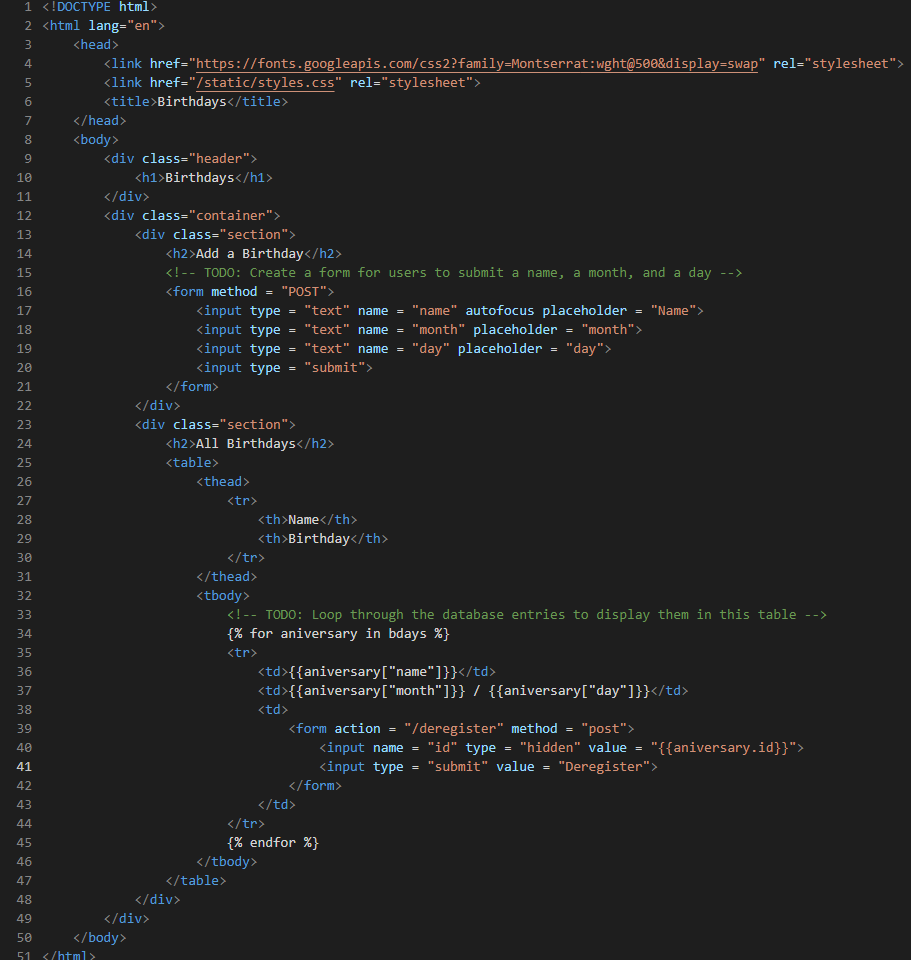 1 <!DOCTYPE html>
2 <html lang="en">
3     <head>
4         <link href="https://fonts.googleapis.com/css2?family=Montserrat:wght@500&display=swap" rel="stylesheet">
5         <link href="/static/styles.css" rel="stylesheet">
6         <title>Birthdays</title>
7     </head>
8     <body>
9         <div class="header">
10             <h1>Birthdays</h1>
11         </div>
12         <div class="container">
13             <div class="section">
14                 <h2>Add a Birthday</h2>
15                 <!-- TODO: Create a form for users to submit a name, a month, and a day -->
16                 <form method = "POST">
17                     <input type = "text" name = "name" autofocus placeholder = "Name">
18                     <input type = "text" name = "month" placeholder = "month">
19                     <input type = "text" name = "day" placeholder = "day">
20                     <input type = "submit">
21                 </form>
22             </div>
23             <div class="section">
24                 <h2>All Birthdays</h2>
25                 <table>
26                     <thead>
27                         <tr>
28                             <th>Name</th>
29                             <th>Birthday</th>
30                         </tr>
31                     </thead>
32                     <tbody>
33                         <!-- TODO: Loop through the database entries to display them in this table -->
34                         {% for aniversary in bdays %}
35                         <tr>
36                             <td>{{aniversary["name"]}}</td>
37                             <td>{{aniversary["month"]}} / {{aniversary["day"]}}</td>
38                             <td>
39                                 <form action = "/deregister" method = "post">
40                                     <input name = "id" type = "hidden" value = "{{aniversary.id}}">
41                                     <input type = "submit" value = "Deregister">
42                                 </form>
43                             </td>
44                         </tr>
45                         {% endfor %}
46                     </tbody>
47                 </table>
48             </div>
49         </div>
50     </body>
51 </html>